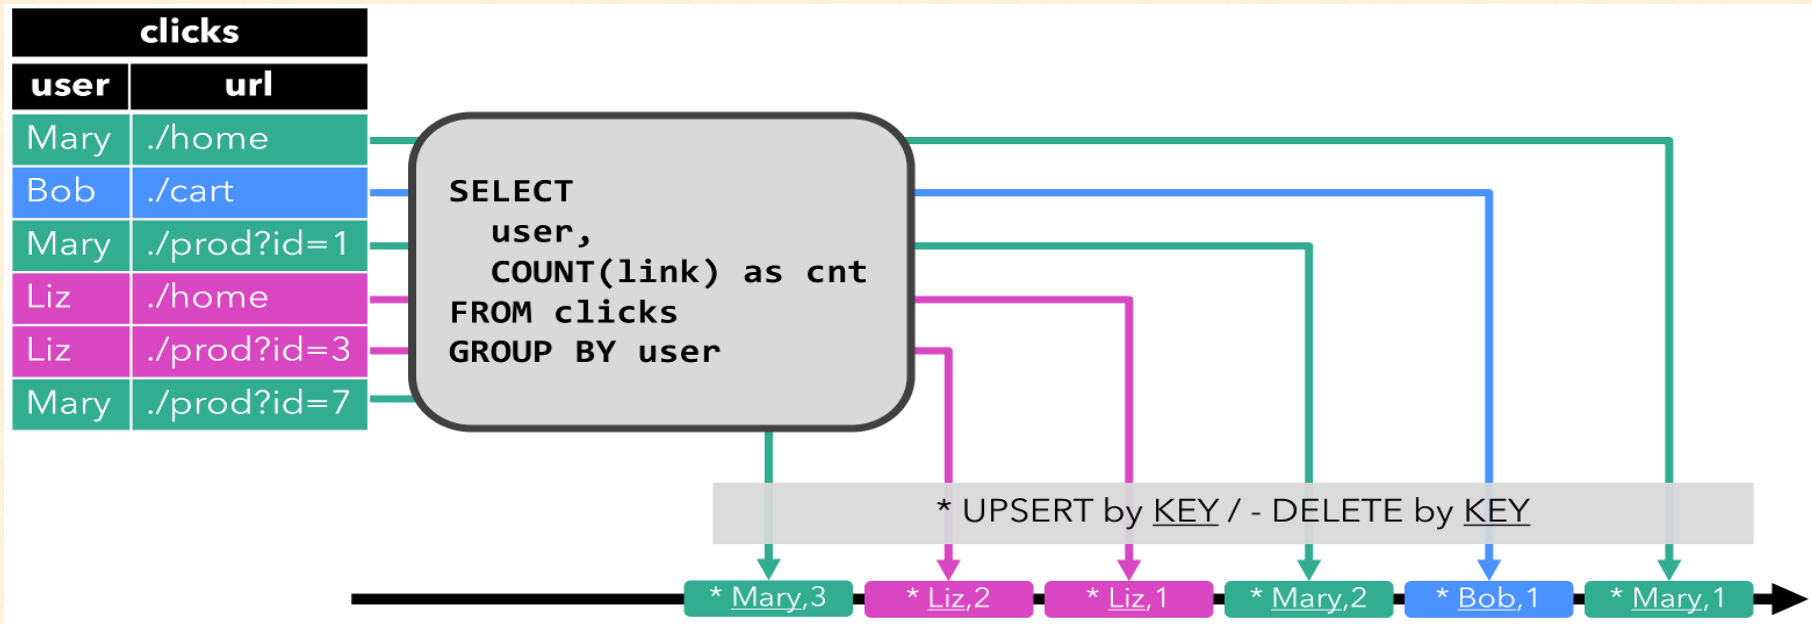 clicks
user url
Mary ./home
Bob ./cart
Mary ./prod?id=1
Liz ./home
Liz ./prod?id=3
Mary ./prod?id=7
SELECT
user,
COUNT(link) as cnt
FROM clicks
GROUP BY user
* UPSERT by KEY / - DELETE by KEY
* Mary,3 * Liz,2 * Liz,1 * Mary,2 * Bob,1 * Mary,1